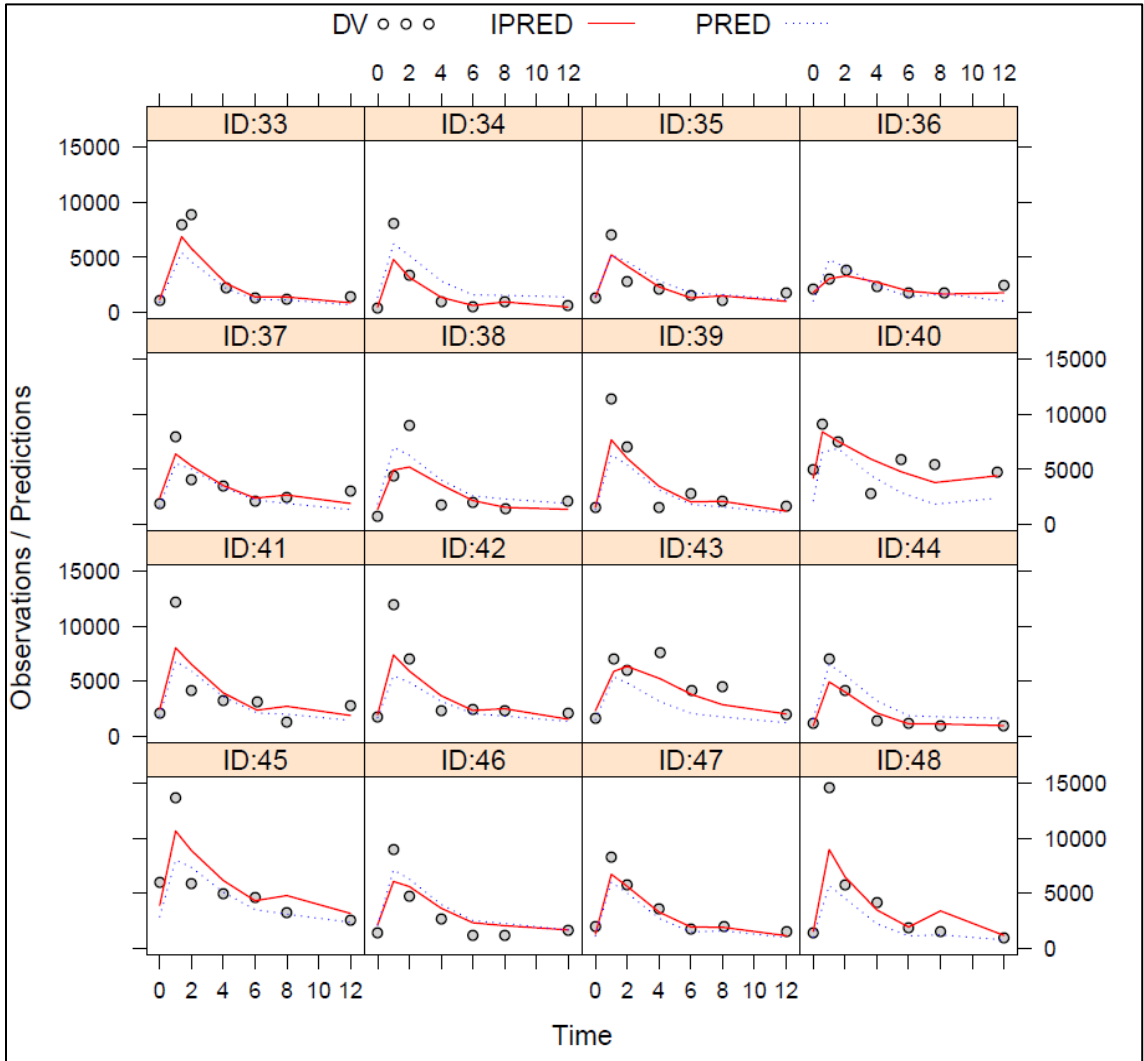 DV IPRED PRED
0 2 4 6 8 10 12 0 2 4 6 8 10 12
ID:33 ID:34 ID:35 ID:36
15000
10000
5000
0
ID:37 ID:38 ID:39 ID:40
15000
10000
5000
0
ID:41 ID:42 ID:43 ID:44
15000
10000
5000
0
ID:45 ID:46 ID:47 ID:48
15000
10000
5000
0
0 2 4 6 8 10 12 0 2 4 6 8 10 12
Time
Observations / Predictions